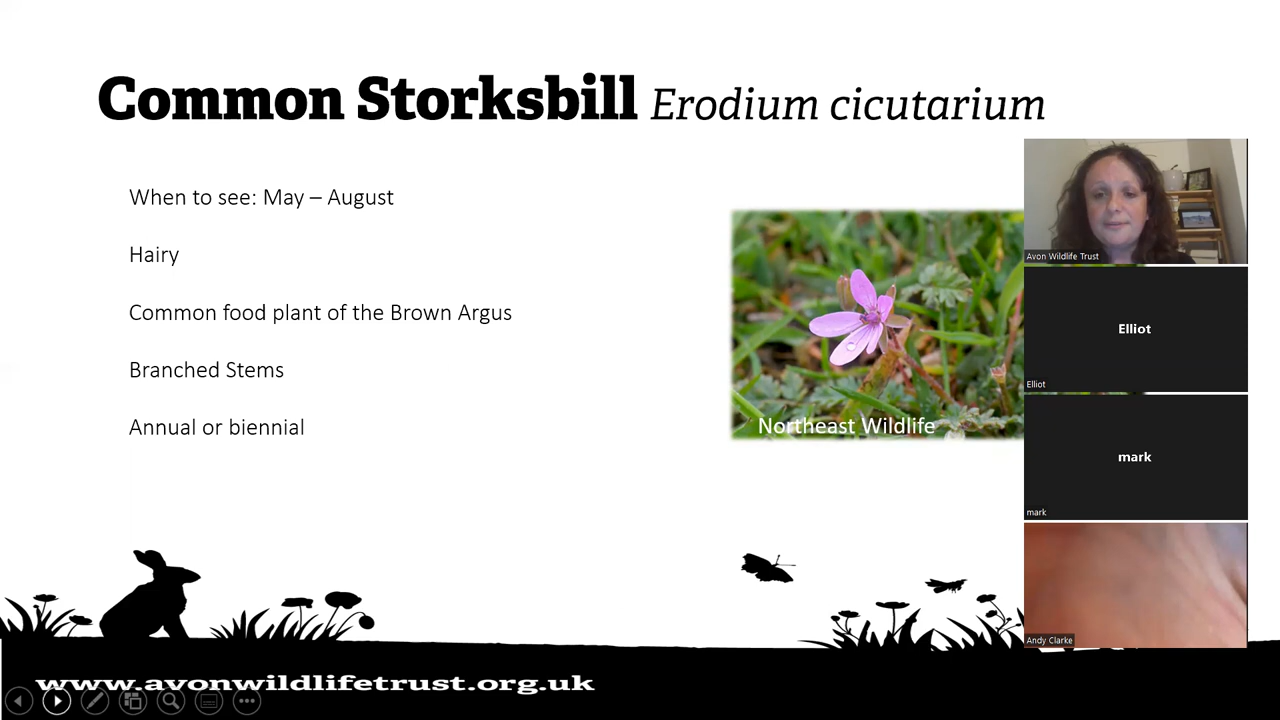 Common Storksbill Erodium cicutarium
When to see: May – August
Hairy
Common food plant of the Brown Argus
Branched Stems
Annual or biennial
Northeast Wildlife
Avon Wildlife Trust
Elliot
Elliot
mark
mark
Andy Clarke
www.avonwildlifetrust.org.uk